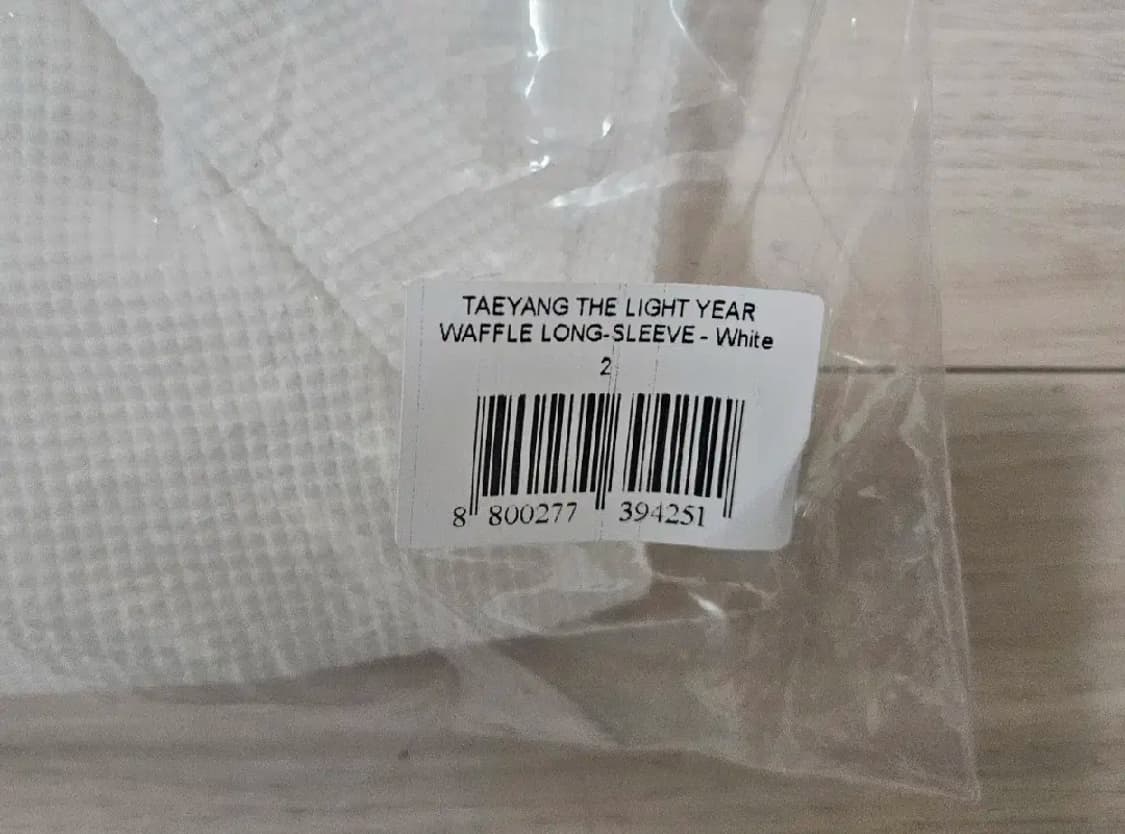 TAEYANG THE LIGHT YEAR
WAFFLE LONG-SLEEVE - White
2
8 800277 394251